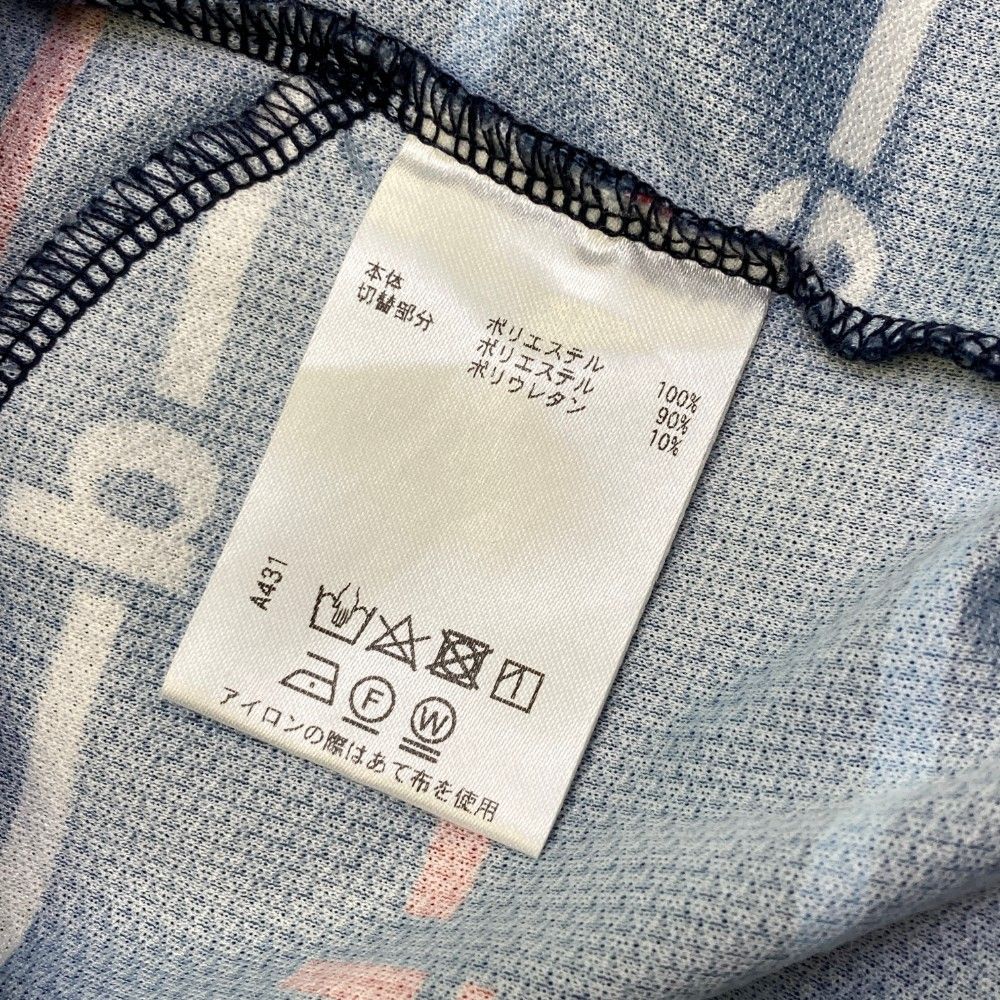 本体 ポリエステル 100%
切替部分 ポリエステル 90%
ポリウレタン 10%
A431
F W
アイロンの際はあて布を使用
b